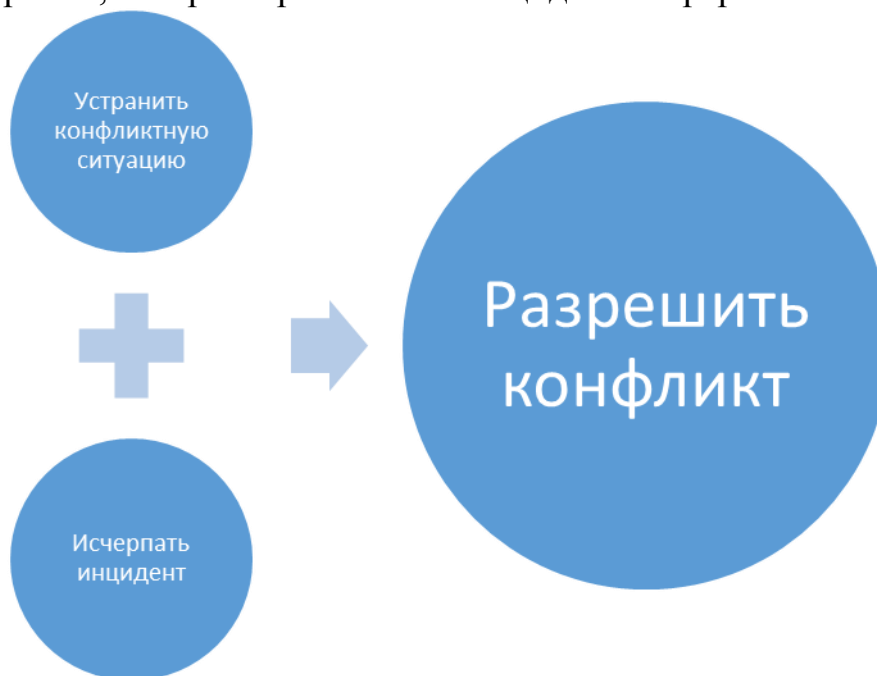 Устранить
конфликтную
ситуацию
Исчерпать
инцидент
Разрешить
конфликт